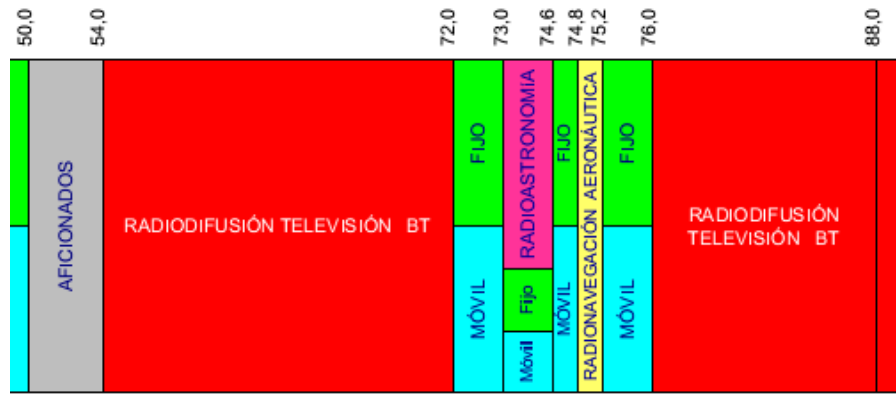 50,0
54,0
72,0
73,0
74,6
74,8
75,2
76,0
88,0
AFICIONADOS
RADIODIFUSIÓN TELEVISIÓN BT
FIJO
MÓVIL
RADIOASTRONOMÍA
Fijo
Móvil
FIJO
MÓVIL
RADIONAVEGACIÓN AERONÁUTICA
FIJO
MÓVIL
RADIODIFUSIÓN
TELEVISIÓN BT